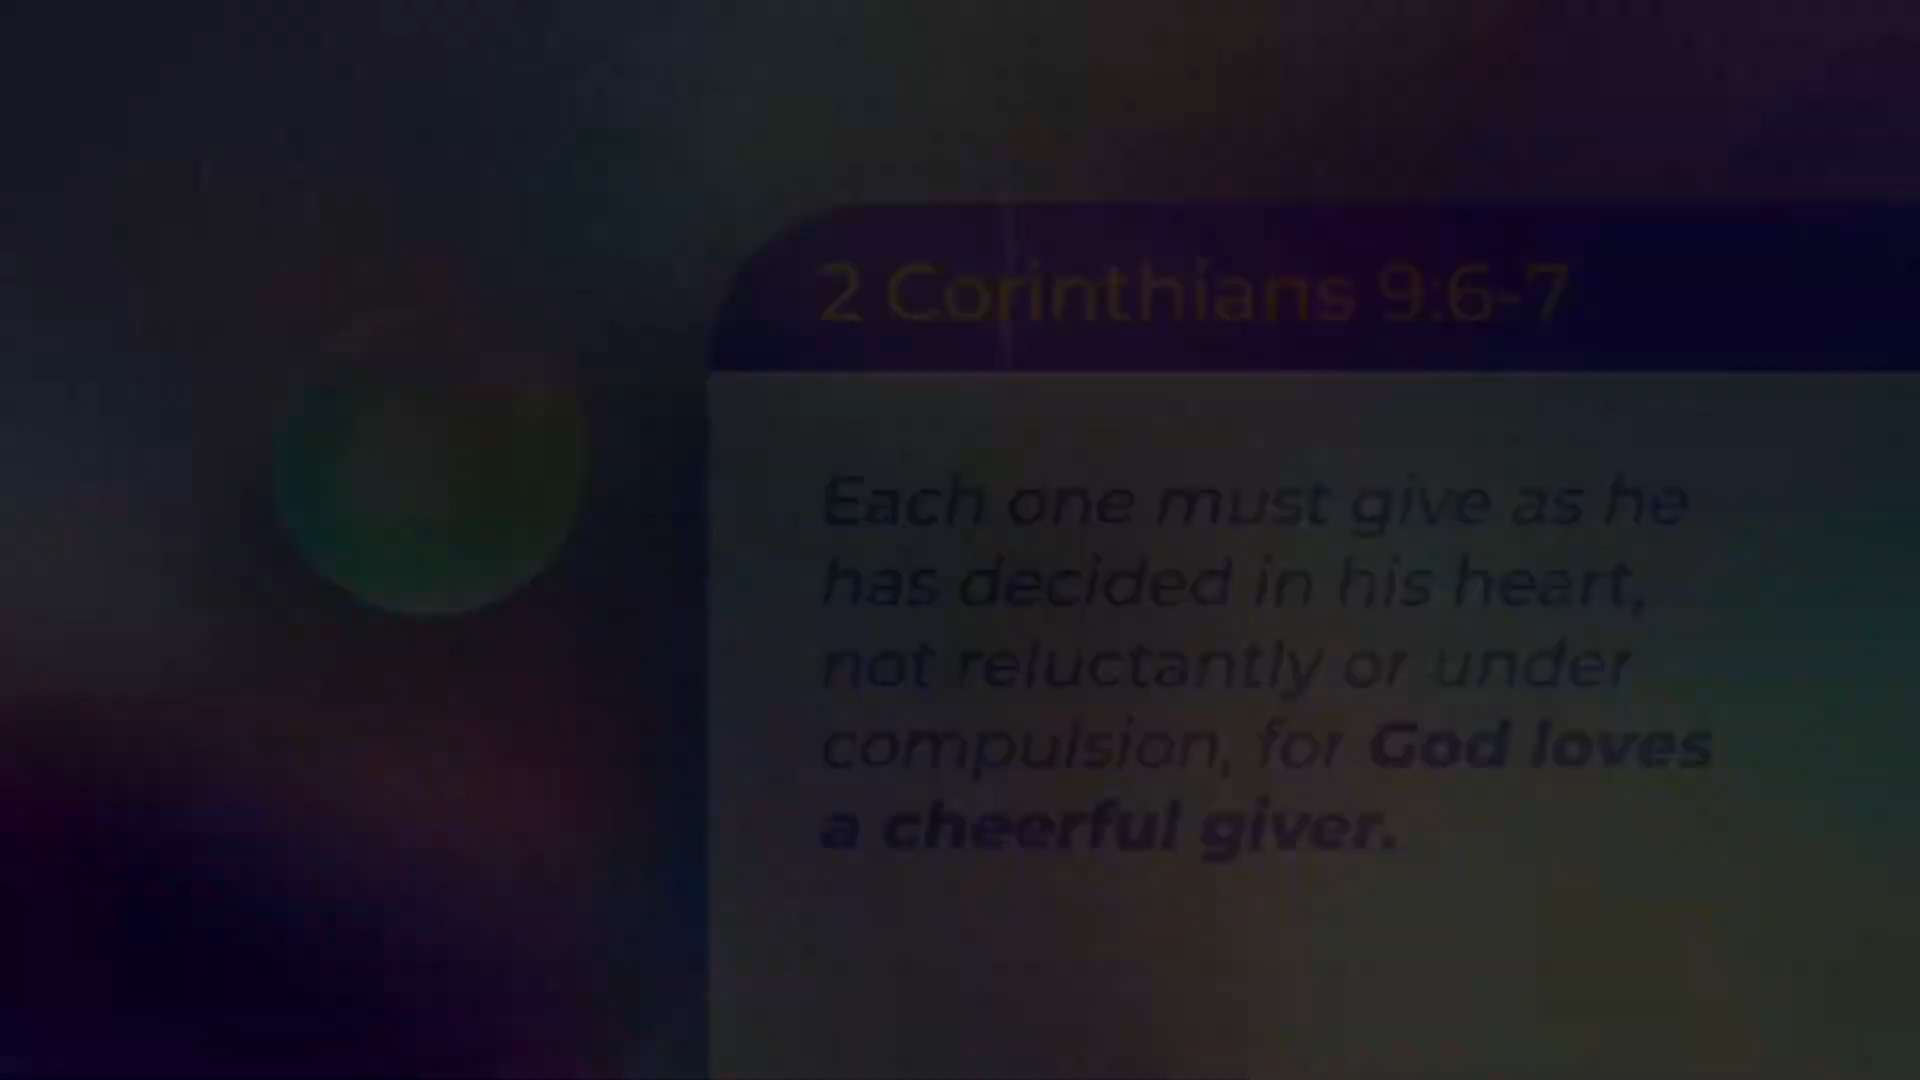 2 Corinthians 9:6-7
Each one must give as he
has decided in his heart,
not reluctantly or under
compulsion, for God loves
a cheerful giver.